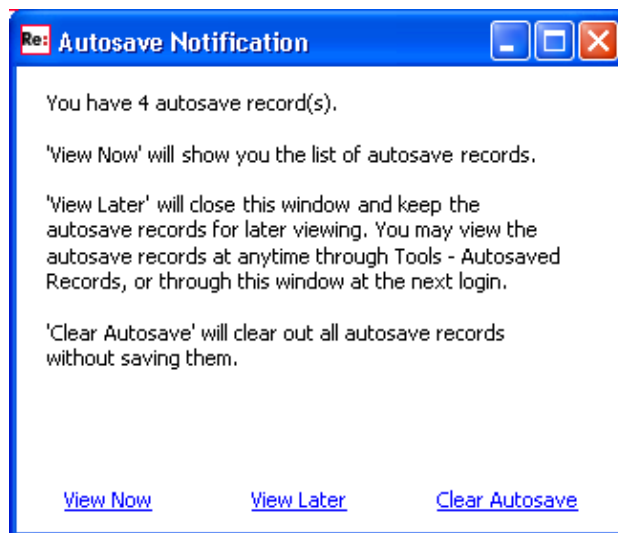 Re: Autosave Notification
You have 4 autosave record(s).
'View Now' will show you the list of autosave records.
'View Later' will close this window and keep the
autosave records for later viewing. You may view the
autosave records at anytime through Tools - Autosaved
Records, or through this window at the next login.
'Clear Autosave' will clear out all autosave records
without saving them.
View Now View Later Clear Autosave